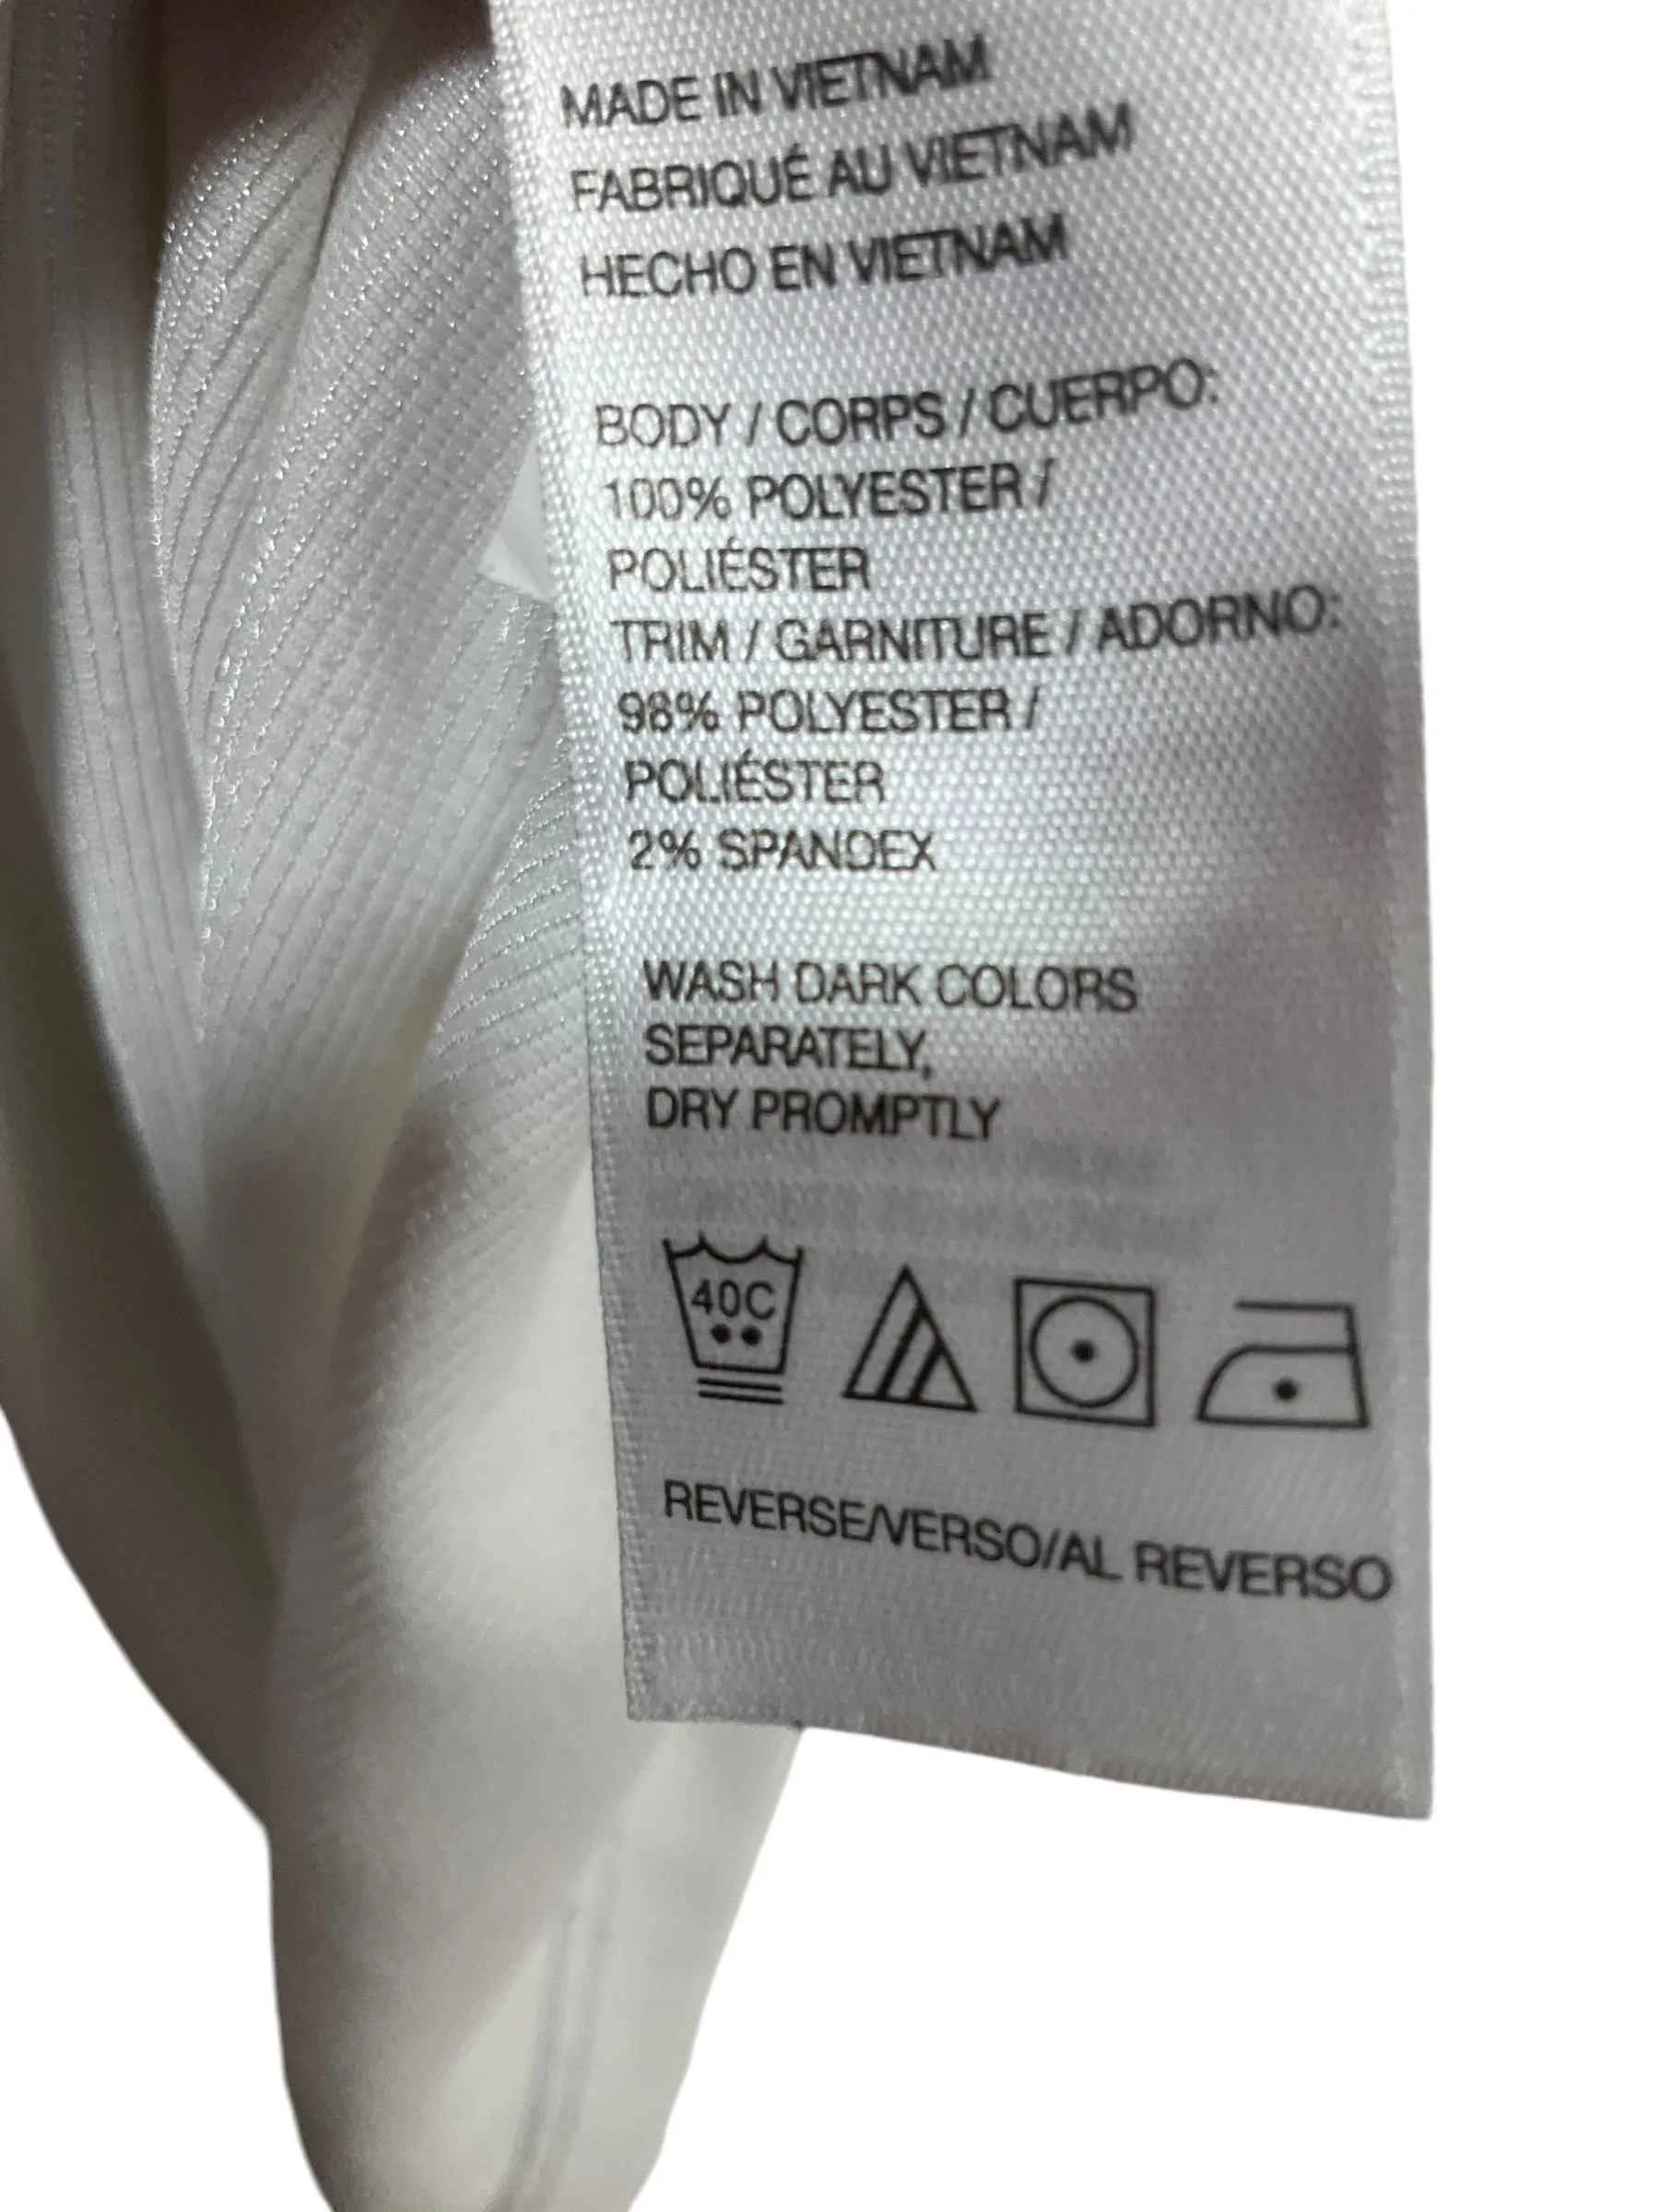 MADE IN VIETNAM
FABRIQUÉ AU VIETNAM
HECHO EN VIETNAM
BODY / CORPS / CUERPO:
100% POLYESTER /
POLIÉSTER
TRIM / GARNITURE / ADORNO:
98% POLYESTER /
POLIÉSTER
2% SPANDEX
WASH DARK COLORS
SEPARATELY,
DRY PROMPTLY
40C
REVERSE/VERSO/AL REVERSO